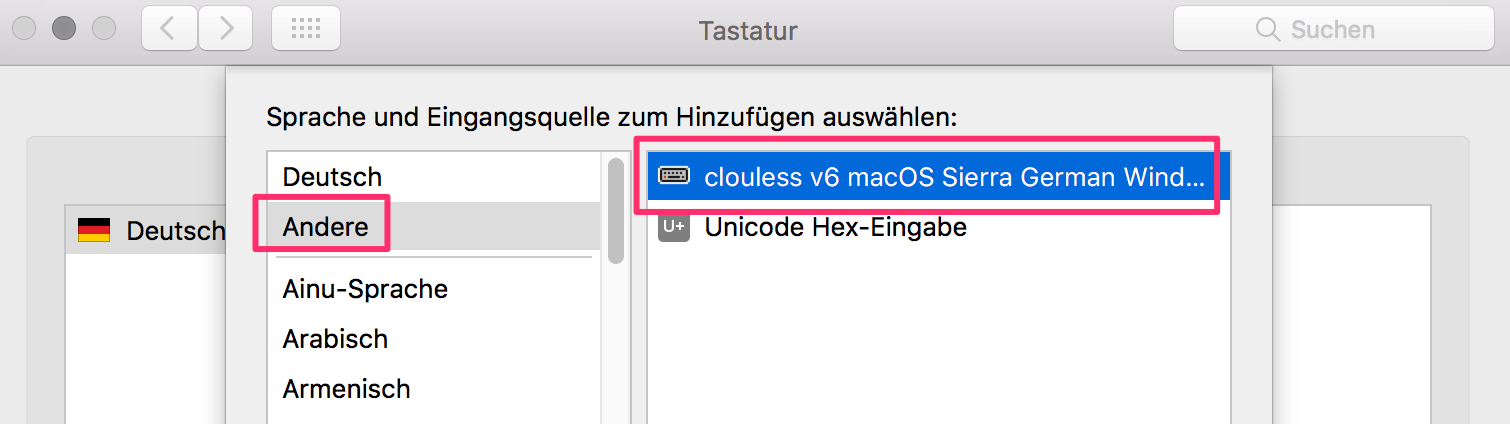 Tastatur
Suchen
Sprache und Eingangsquelle zum Hinzufügen auswählen:
Deutsch
Deutsch
Andere
Ainu-Sprache
Arabisch
Armenisch
clouless v6 macOS Sierra German Wind...
U+ Unicode Hex-Eingabe